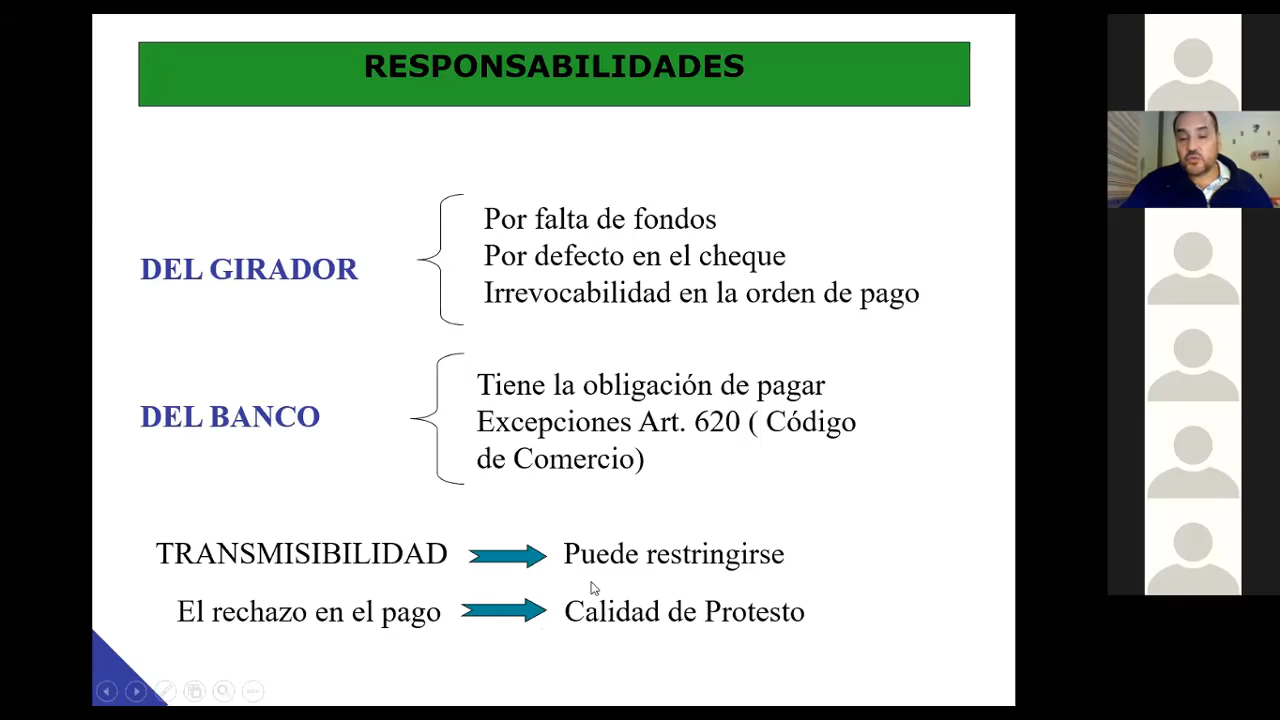 RESPONSABILIDADES
DEL GIRADOR
Por falta de fondos
Por defecto en el cheque
Irrevocabilidad en la orden de pago
DEL BANCO
Tiene la obligación de pagar
Excepciones Art. 620 ( Código
de Comercio)
TRANSMISIBILIDAD
Puede restringirse
El rechazo en el pago
Calidad de Protesto